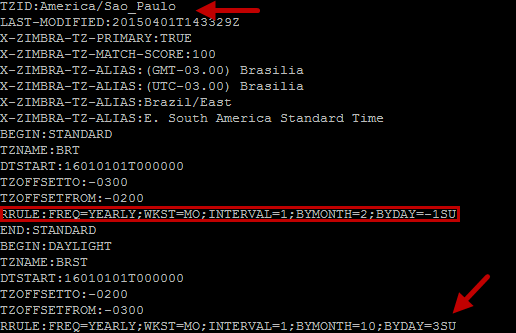 TZID:America/Sao_Paulo
LAST-MODIFIED:20150401T143329Z
X-ZIMBRA-TZ-PRIMARY:TRUE
X-ZIMBRA-TZ-MATCH-SCORE:100
X-ZIMBRA-TZ-ALIAS:(GMT-03.00) Brasilia
X-ZIMBRA-TZ-ALIAS:(UTC-03.00) Brasilia
X-ZIMBRA-TZ-ALIAS:Brazil/East
X-ZIMBRA-TZ-ALIAS:E. South America Standard Time
BEGIN:STANDARD
TZNAME:BRT
DTSTART:16010101T000000
TZOFFSETTO:-0300
TZOFFSETFROM:-0200
RRULE:FREQ=YEARLY;WKST=MO;INTERVAL=1;BYMONTH=2;BYDAY=-1SU
END:STANDARD
BEGIN:DAYLIGHT
TZNAME:BRST
DTSTART:16010101T000000
TZOFFSETTO:-0200
TZOFFSETFROM:-0300
RRULE:FREQ=YEARLY;WKST=MO;INTERVAL=1;BYMONTH=10;BYDAY=3SU